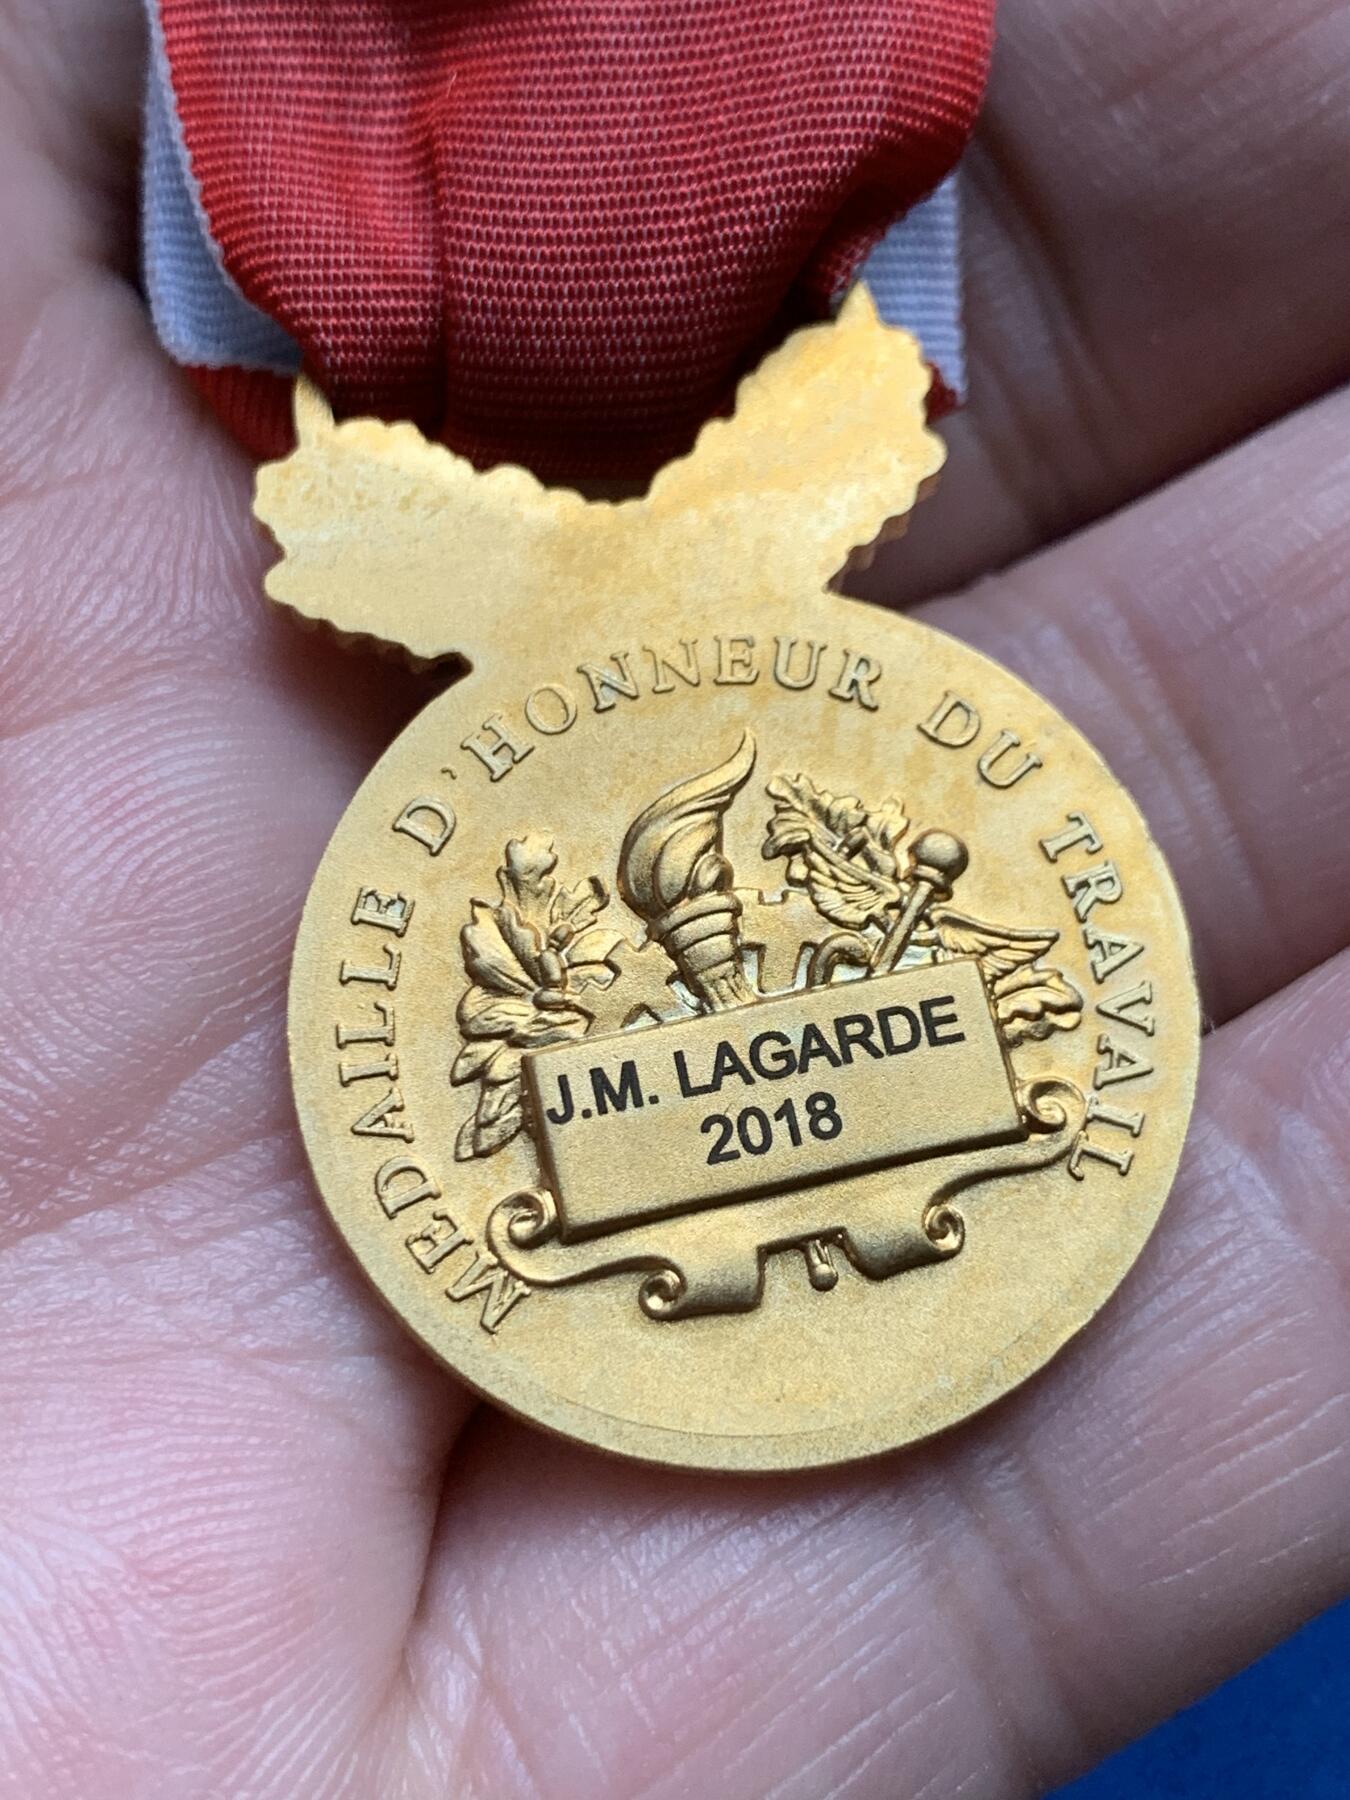 MEDAILLE D'HONNEUR DU TRAVAIL
J.M. LAGARDE
2018